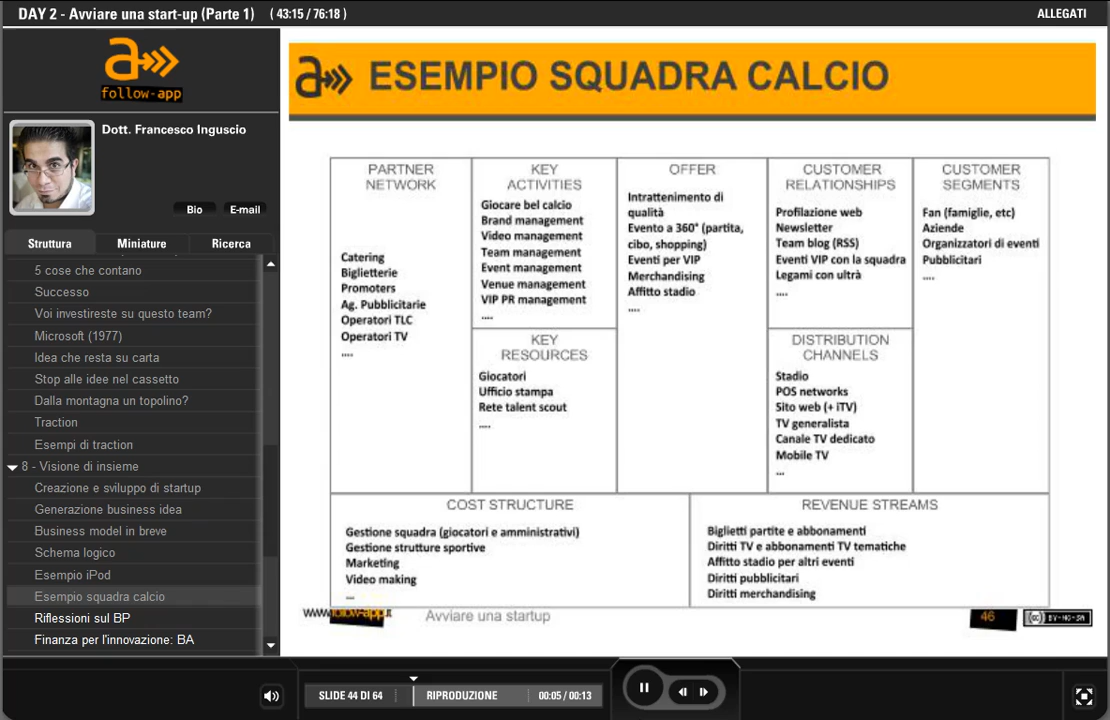 DAY 2 - Avviare una start-up (Parte 1) ( 43:15 / 76:18 )
ALLEGATI
a
follow-app
Dott. Francesco Inguscio
Bio
E-mail
Struttura
Miniature
Ricerca
5 cose che contano
Successo
Voi investireste su questo team?
Microsoft (1977)
Idea che resta su carta
Stop alle idee nel cassetto
Dalla montagna un topolino?
Traction
Esempi di traction
8 - Visione di insieme
Creazione e sviluppo di startup
Generazione business idea
Business model in breve
Schema logico
Esempio iPod
Esempio squadra calcio
Riflessioni sul BP
Finanza per l'innovazione: BA
a
ESEMPIO SQUADRA CALCIO
PARTNER
NETWORK
Catering
Biglietterie
Promoters
Ag. Pubblicitarie
Operatori TLC
Operatori TV
....
KEY
ACTIVITIES
Giocare bel calcio
Brand management
Video management
Team management
Event management
Venue management
VIP PR management
....
KEY
RESOURCES
Giocatori
Ufficio stampa
Rete talent scout
....
OFFER
Intrattenimento di
qualità
Evento a 360° (partita,
cibo, shopping)
Eventi per VIP
Merchandising
Affitto stadio
....
CUSTOMER
RELATIONSHIPS
Profilazione web
Newsletter
Team blog (RSS)
Eventi VIP con la squadra
Legami con ultrà
....
DISTRIBUTION
CHANNELS
Stadio
POS networks
Sito web (+ iTV)
TV generalista
Canale TV dedicato
Mobile TV
...
CUSTOMER
SEGMENTS
Fan (famiglie, etc)
Aziende
Organizzatori di eventi
Pubblicitari
....
COST STRUCTURE
Gestione squadra (giocatori e amministrativi)
Gestione strutture sportive
Marketing
Video making
...
REVENUE STREAMS
Biglietti partite e abbonamenti
Diritti TV e abbonamenti TV tematiche
Affitto stadio per altri eventi
Diritti pubblicitari
Diritti merchandising
www.follow-app.it
Avviare una startup
46
(cc) BY-NC-SA
SLIDE 44 DI 64
RIPRODUZIONE
00:05 / 00:13